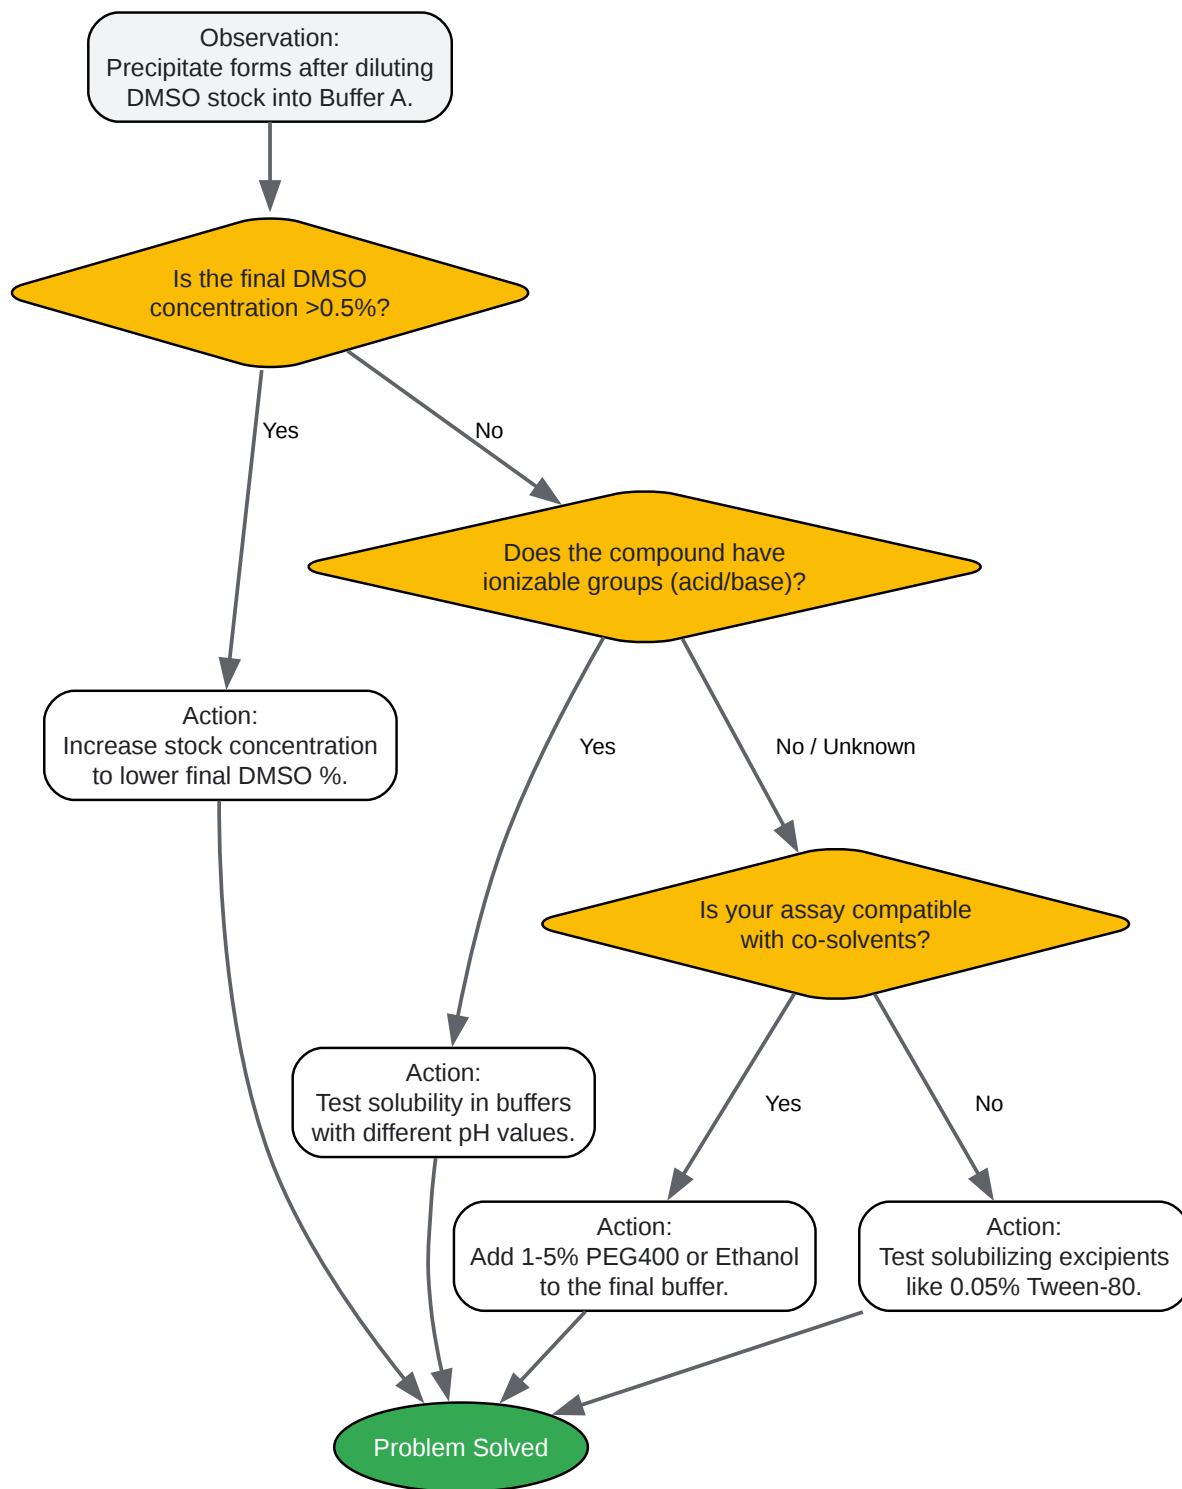 Observation:
Precipitate forms after diluting
DMSO stock into Buffer A.
Is the final DMSO
concentration >0.5%?
Yes
No
Does the compound have
ionizable groups (acid/base)?
Action:
Increase stock concentration
to lower final DMSO %.
Yes
No / Unknown
Is your assay compatible
with co-solvents?
Action:
Test solubility in buffers
with different pH values.
Yes
No
Action:
Add 1-5% PEG400 or Ethanol
to the final buffer.
Action:
Test solubilizing excipients
like 0.05% Tween-80.
Problem Solved